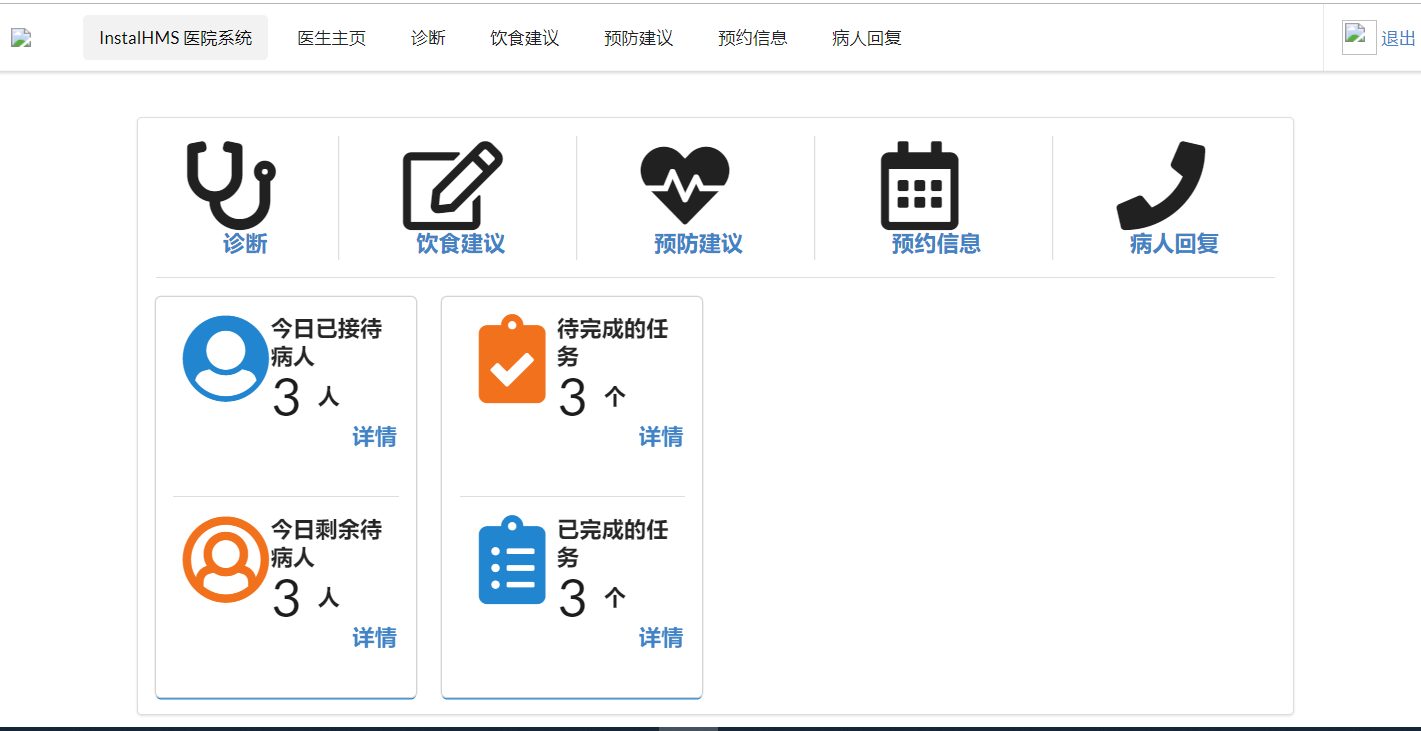 InstalHMS 医院系统 医生主页 诊断 饮食建议 预防建议 预约信息 病人回复 退出
诊断 饮食建议 预防建议 预约信息 病人回复
今日已接待
病人
3 人
详情
待完成的任
务
3 个
详情
今日剩余待
病人
3 人
详情
已完成的任
务
3 个
详情